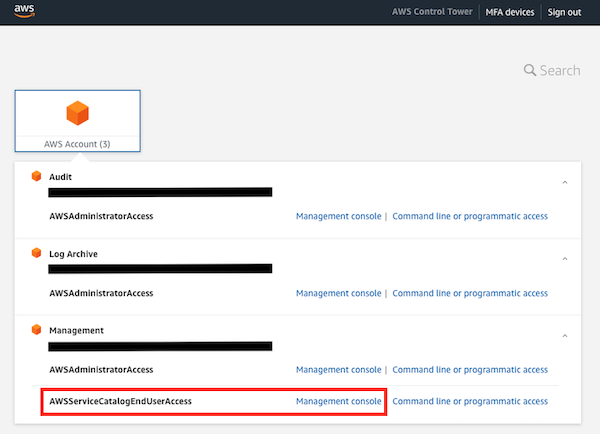 aws
AWS Control Tower MFA devices Sign out
Search
AWS Account (3)
Audit
AWSAdministratorAccess Management console | Command line or programmatic access
Log Archive
AWSAdministratorAccess Management console | Command line or programmatic access
Management
AWSAdministratorAccess Management console | Command line or programmatic access
AWSServiceCatalogEndUserAccess Management console Command line or programmatic access